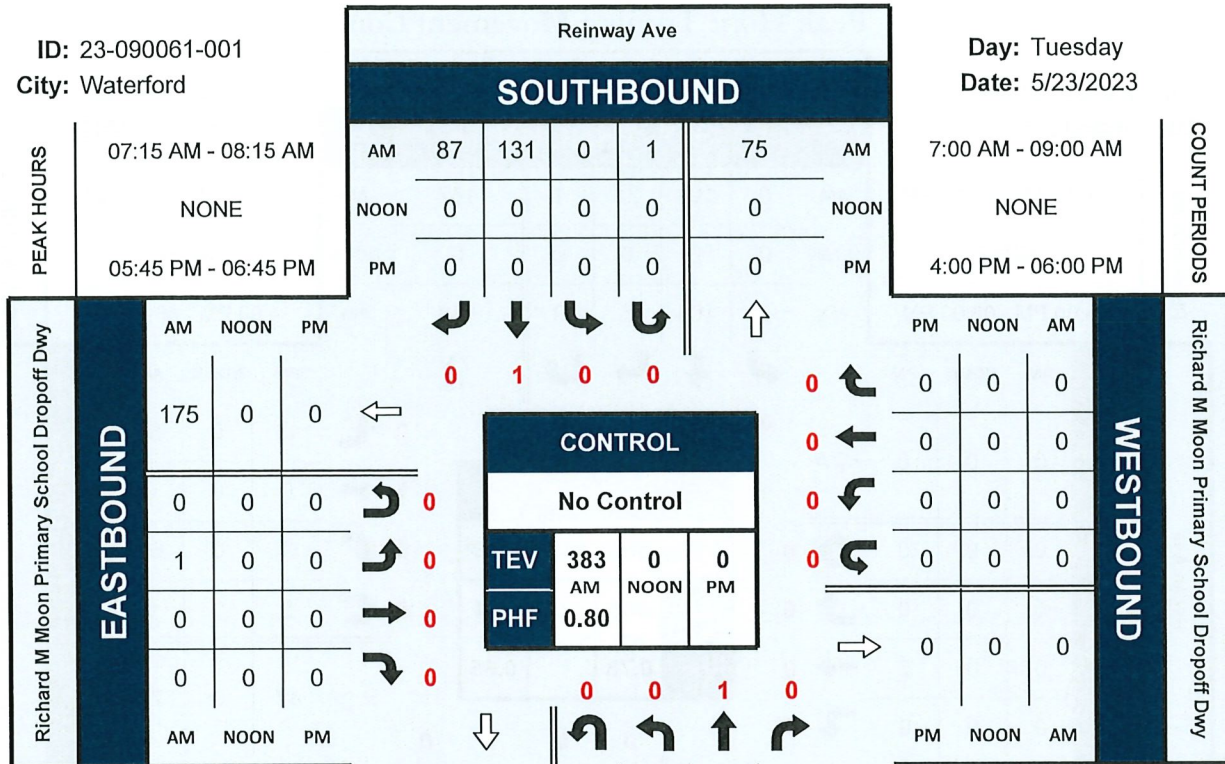 Reinway Ave
ID: 23-090061-001
City: Waterford
Day: Tuesday
Date: 5/23/2023
SOUTHBOUND
PEAK HOURS
07:15 AM - 08:15 AM
NONE
05:45 PM - 06:45 PM
AM 87 131 0 1 75 AM
NOON 0 0 0 0 0 NOON
PM 0 0 0 0 0 PM
7:00 AM - 09:00 AM
NONE
4:00 PM - 06:00 PM
COUNT PERIODS
Richard M Moon Primary School Dropoff Dwy
EASTBOUND
AM NOON PM
175 0 0
0 0 0 0
1 0 0 0
0 0 0 0
0 0 0 0
AM NOON PM
0 1 0 0
CONTROL
No Control
TEV 383 0 0
AM NOON PM
PHF 0.80
0 0 1 0
PM NOON AM
0 0 0 0
0 0 0 0
0 0 0 0
0 0 0 0
0 0 0
PM NOON AM
WESTBOUND
Richard M Moon Primary School Dropoff Dwy